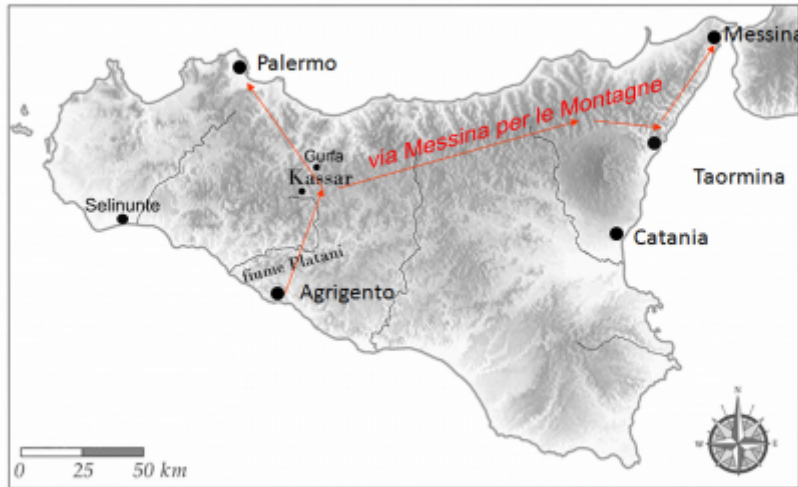 Messina
Palermo
via Messina per le Montagne
Gurfa
Kassar
Taormina
Selinunte
Catania
fiume Platani
Agrigento
N
W
E
S
0 25 50 km